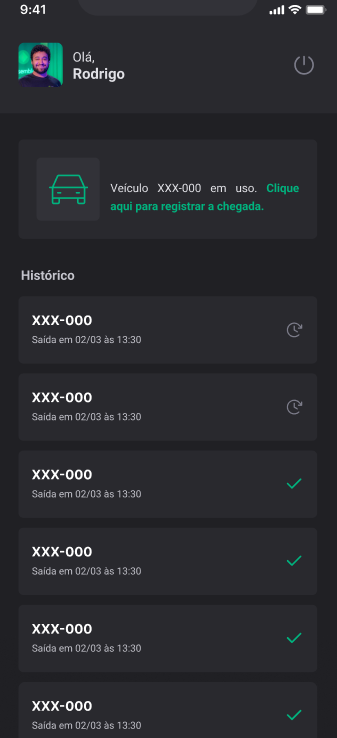 9:41
Olá,
Rodrigo
Veículo XXX-000 em uso. Clique
aqui para registrar a chegada.
Histórico
XXX-000
Saída em 02/03 às 13:30
XXX-000
Saída em 02/03 às 13:30
XXX-000
Saída em 02/03 às 13:30
XXX-000
Saída em 02/03 às 13:30
XXX-000
Saída em 02/03 às 13:30
XXX-000
Saída em 02/03 às 13:30